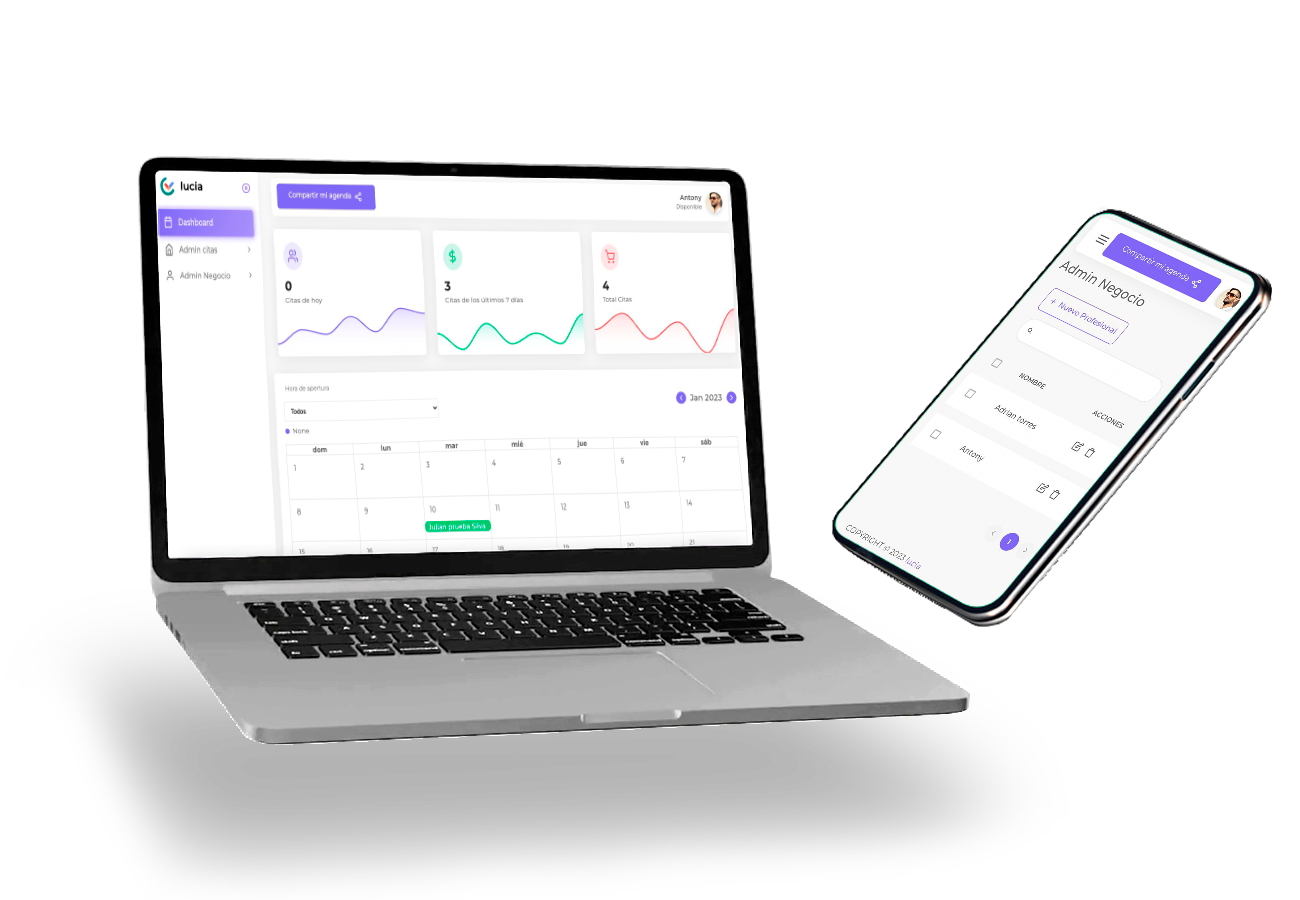 lucia
Compartir mi agenda
Antony
Disponible
Dashboard
Admin citas
Admin Negocio
0
Citas de hoy
3
Citas de los últimos 7 días
4
Total Citas
Hora de apertura
Todos
Jan 2023
None
dom lun mar mié jue vie sáb
1 2 3 4 5 6 7
8 9 10 11 12 13 14
Julian prueba Silva
15 16 17 18 19 20 21
Compartir mi agenda
Admin Negocio
+ Nuevo Profesional
NOMBRE ACCIONES
Adrian torres
Antony
1
COPYRIGHT © 2023 lucia